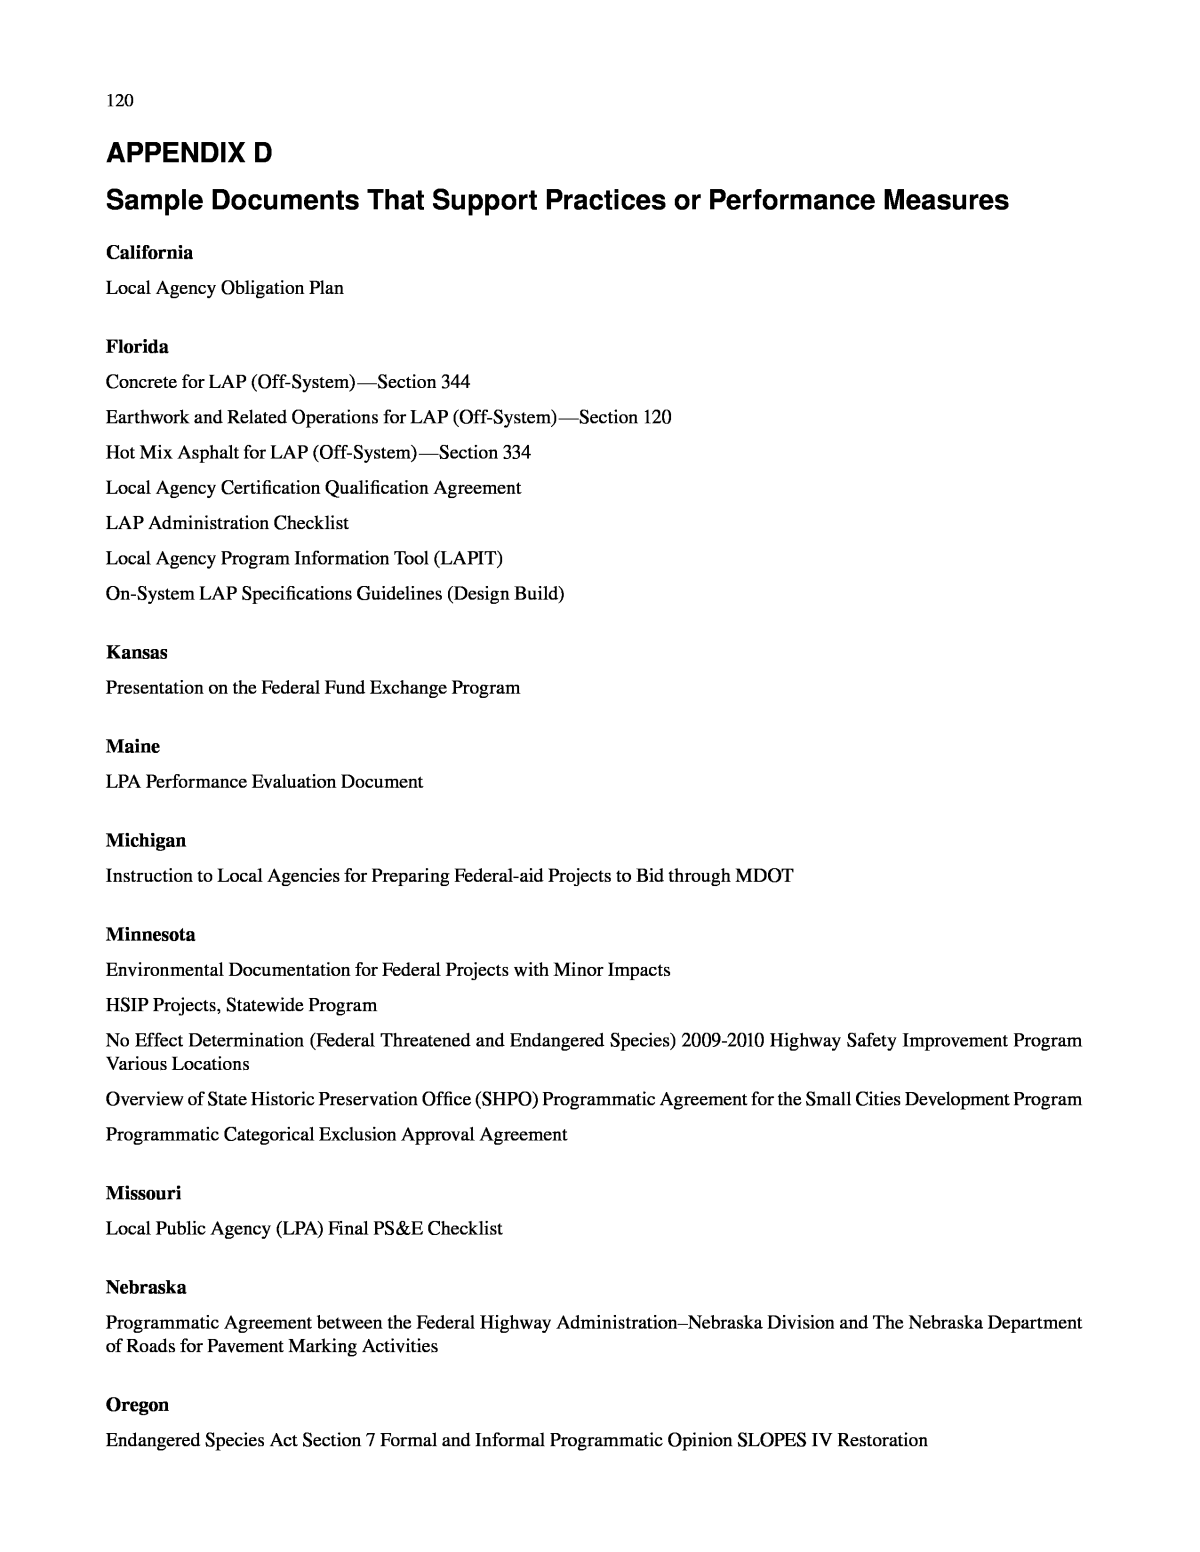 120
APPENDIX D
Sample Documents That Support Practices or Performance Measures
California
Local Agency Obligation Plan
Florida
Concrete for LAP (Off-System)—Section 344
Earthwork and Related Operations for LAP (Off-System)—Section 120
Hot Mix Asphalt for LAP (Off-System)—Section 334
Local Agency Certification Qualification Agreement
LAP Administration Checklist
Local Agency Program Information Tool (LAPIT)
On-System LAP Specifications Guidelines (Design Build)
Kansas
Presentation on the Federal Fund Exchange Program
Maine
LPA Performance Evaluation Document
Michigan
Instruction to Local Agencies for Preparing Federal-aid Projects to Bid through MDOT
Minnesota
Environmental Documentation for Federal Projects with Minor Impacts
HSIP Projects, Statewide Program
No Effect Determination (Federal Threatened and Endangered Species) 2009-2010 Highway Safety Improvement Program
Various Locations
Overview of State Historic Preservation Office (SHPO) Programmatic Agreement for the Small Cities Development Program
Programmatic Categorical Exclusion Approval Agreement
Missouri
Local Public Agency (LPA) Final PS&E Checklist
Nebraska
Programmatic Agreement between the Federal Highway Administration–Nebraska Division and The Nebraska Department
of Roads for Pavement Marking Activities
Oregon
Endangered Species Act Section 7 Formal and Informal Programmatic Opinion SLOPES IV Restoration